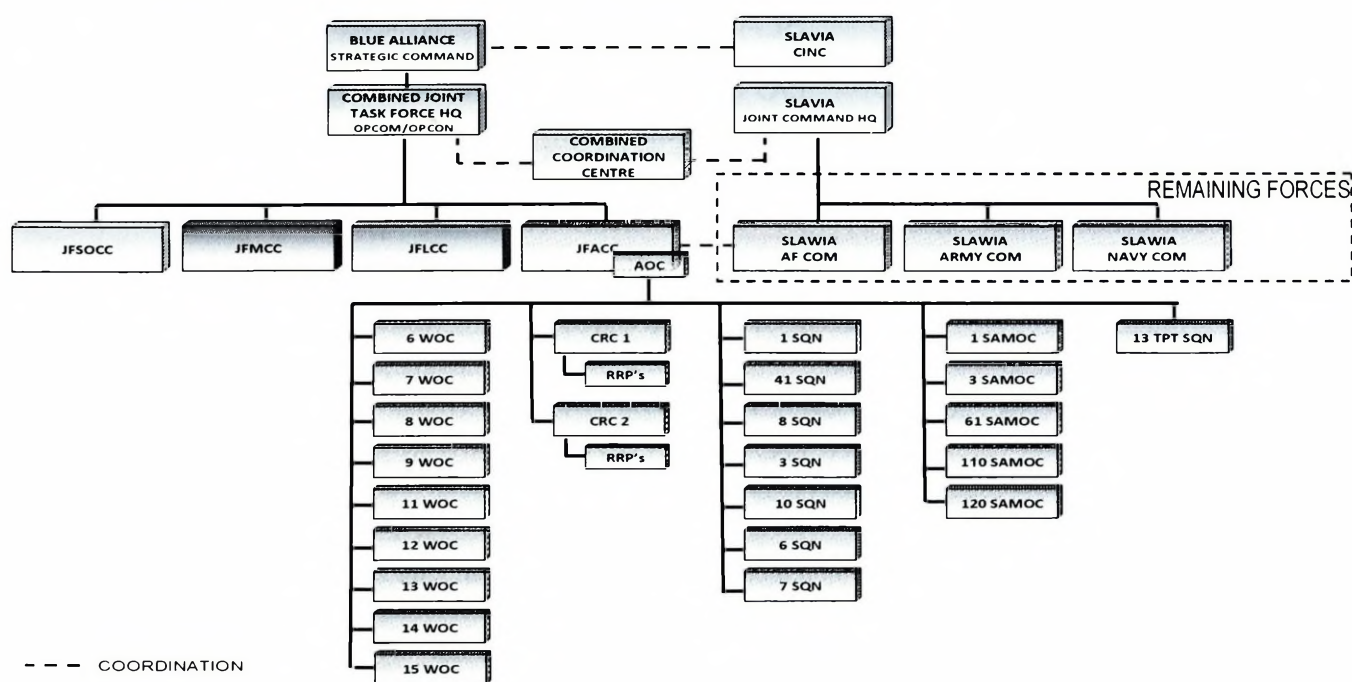 BLUE ALLIANCE
STRATEGIC COMMAND
SLAVIA
CINC
COMBINED JOINT
TASK FORCE HQ
OPCOM/OPCON
SLAVIA
JOINT COMMAND HQ
COMBINED
COORDINATION
CENTRE
REMAINING FORCES
JFSOCC
JFMCC
JFLCC
JFACC
AOC
SLAWIA
AF COM
SLAWIA
ARMY COM
SLAWIA
NAVY COM
6 WOC
7 WOC
8 WOC
9 WOC
11 WOC
12 WOC
13 WOC
14 WOC
15 WOC
CRC 1
RRP's
CRC 2
RRP's
1 SQN
41 SQN
8 SQN
3 SQN
10 SQN
6 SQN
7 SQN
1 SAMOC
3 SAMOC
61 SAMOC
110 SAMOC
120 SAMOC
13 TPT SQN
COORDINATION